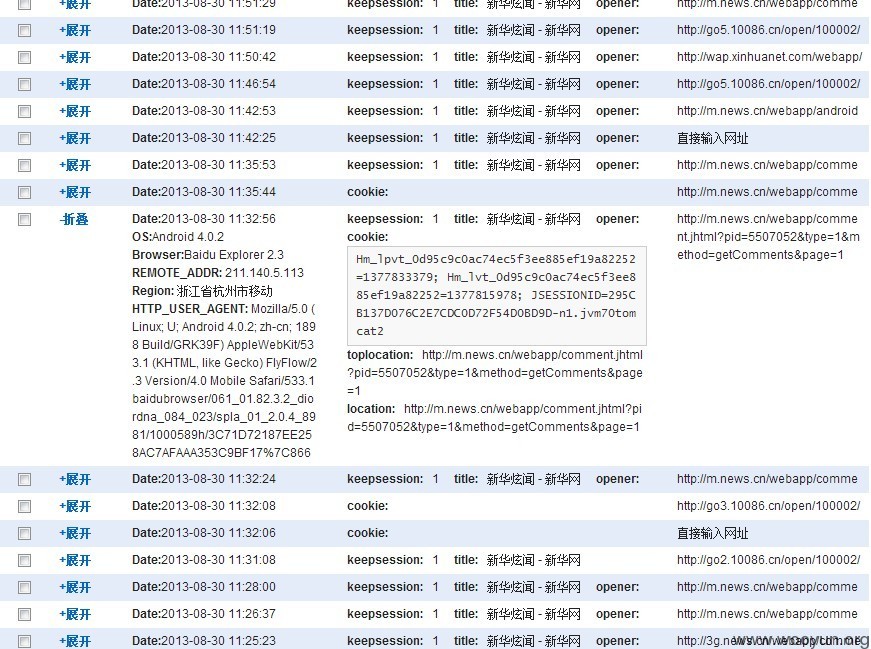 +展开 Date:2013-08-30 11:51:29 keepsession: 1 title: 新华炫闻 - 新华网 opener: http://m.news.cn/webapp/comme
+展开 Date:2013-08-30 11:51:19 keepsession: 1 title: 新华炫闻 - 新华网 opener: http://go5.10086.cn/open/100002/
+展开 Date:2013-08-30 11:50:42 keepsession: 1 title: 新华炫闻 - 新华网 opener: http://wap.xinhuanet.com/webapp/
+展开 Date:2013-08-30 11:46:54 keepsession: 1 title: 新华炫闻 - 新华网 opener: http://go5.10086.cn/open/100002/
+展开 Date:2013-08-30 11:42:53 keepsession: 1 title: 新华炫闻 - 新华网 opener: http://m.news.cn/webapp/android
+展开 Date:2013-08-30 11:42:25 keepsession: 1 title: 新华炫闻 - 新华网 opener: 直接输入网址
+展开 Date:2013-08-30 11:35:53 keepsession: 1 title: 新华炫闻 - 新华网 opener: http://m.news.cn/webapp/comme
+展开 Date:2013-08-30 11:35:44 cookie: http://m.news.cn/webapp/comme
-折叠 Date:2013-08-30 11:32:56 keepsession: 1 title: 新华炫闻 - 新华网 opener: http://m.news.cn/webapp/comme
OS:Android 4.0.2 cookie: nt.jhtml?pid=5507052&type=1&m
Browser:Baidu Explorer 2.3 Hm_lpvt_0d95c9c0ac74ec5f3ee885ef19a82252 ethod=getComments&page=1
REMOTE_ADDR: 211.140.5.113 =1377833379; Hm_lvt_0d95c9c0ac74ec5f3ee8
Region: 浙江省杭州市移动 85ef19a82252=1377815978; JSESSIONID=295C
HTTP_USER_AGENT: Mozilla/5.0 ( B137D076C2E7CDC0D72F54D0BD9D-n1.jvm70tom
Linux; U; Android 4.0.2; zh-cn; 189 cat2
8 Build/GRK39F) AppleWebKit/53 toplocation: http://m.news.cn/webapp/comment.jhtml
3.1 (KHTML, like Gecko) FlyFlow/2 ?pid=5507052&type=1&method=getComments&page
.3 Version/4.0 Mobile Safari/533.1 =1
baidubrowser/061_01.82.3.2_dio location: http://m.news.cn/webapp/comment.jhtml?pi
rdna_084_023/spla_01_2.0.4_89 d=5507052&type=1&method=getComments&page=1
81/1000589h/3C71D72187EE25
8AC7AFAAA353C9BF17%7C866
+展开 Date:2013-08-30 11:32:24 keepsession: 1 title: 新华炫闻 - 新华网 opener: http://m.news.cn/webapp/comme
+展开 Date:2013-08-30 11:32:08 cookie: http://go3.10086.cn/open/100002/
+展开 Date:2013-08-30 11:32:06 cookie: 直接输入网址
+展开 Date:2013-08-30 11:31:08 keepsession: 1 title: 新华炫闻 - 新华网 http://go2.10086.cn/open/100002/
+展开 Date:2013-08-30 11:28:00 keepsession: 1 title: 新华炫闻 - 新华网 opener: http://m.news.cn/webapp/comme
+展开 Date:2013-08-30 11:26:37 keepsession: 1 title: 新华炫闻 - 新华网 opener: http://m.news.cn/webapp/comme
+展开 Date:2013-08-30 11:25:23 keepsession: 1 title: 新华炫闻 - 新华网 opener: http://3g.news.cn/webapp/comme
www.wooyun.org